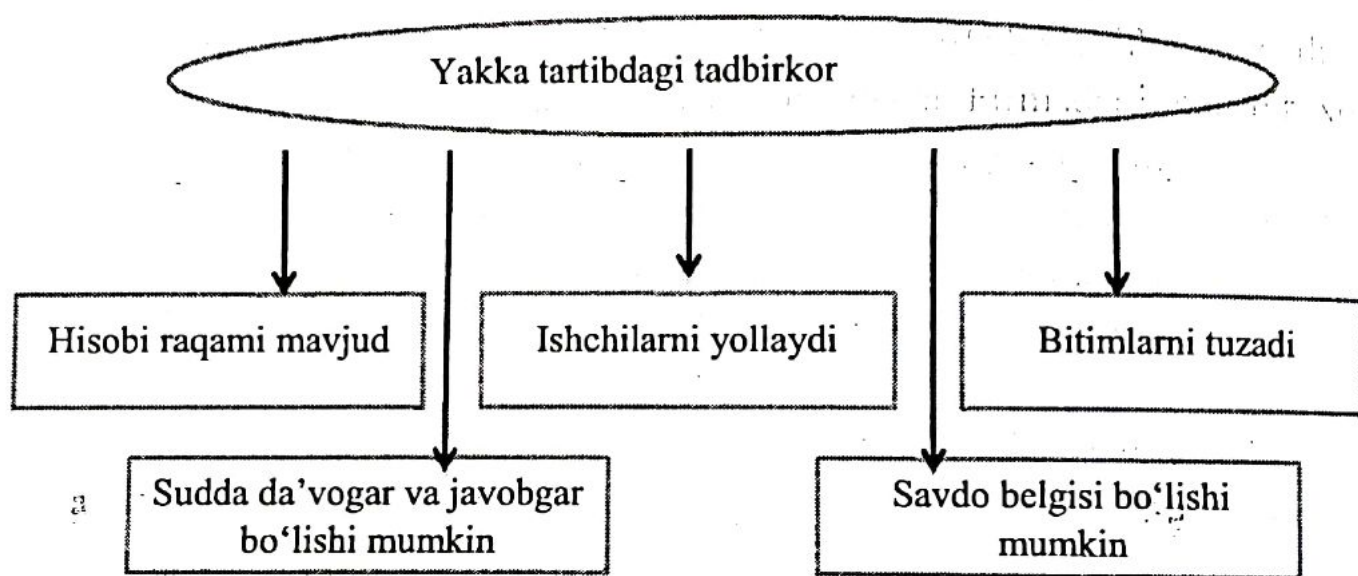 Yakka tartibdagi tadbirkor
Hisobi raqami mavjud
Ishchilarni yollaydi
Bitimlarni tuzadi
Sudda da’vogar va javobgar
bo‘lishi mumkin
Savdo belgisi bo‘lishi
mumkin